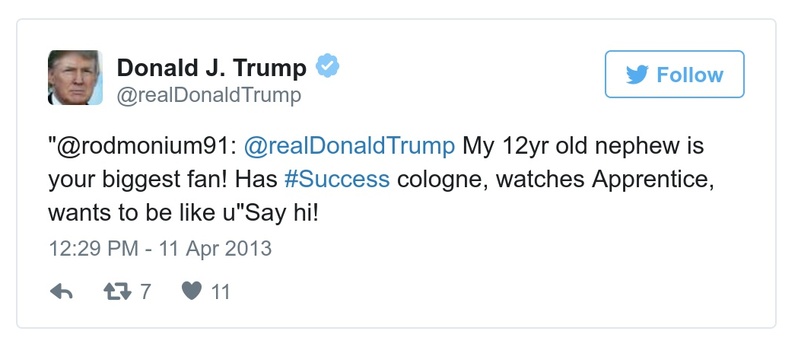 Donald J. Trump
@realDonaldTrump
Follow
"@rodmonium91: @realDonaldTrump My 12yr old nephew is
your biggest fan! Has #Success cologne, watches Apprentice,
wants to be like u"Say hi!
12:29 PM - 11 Apr 2013
7
11